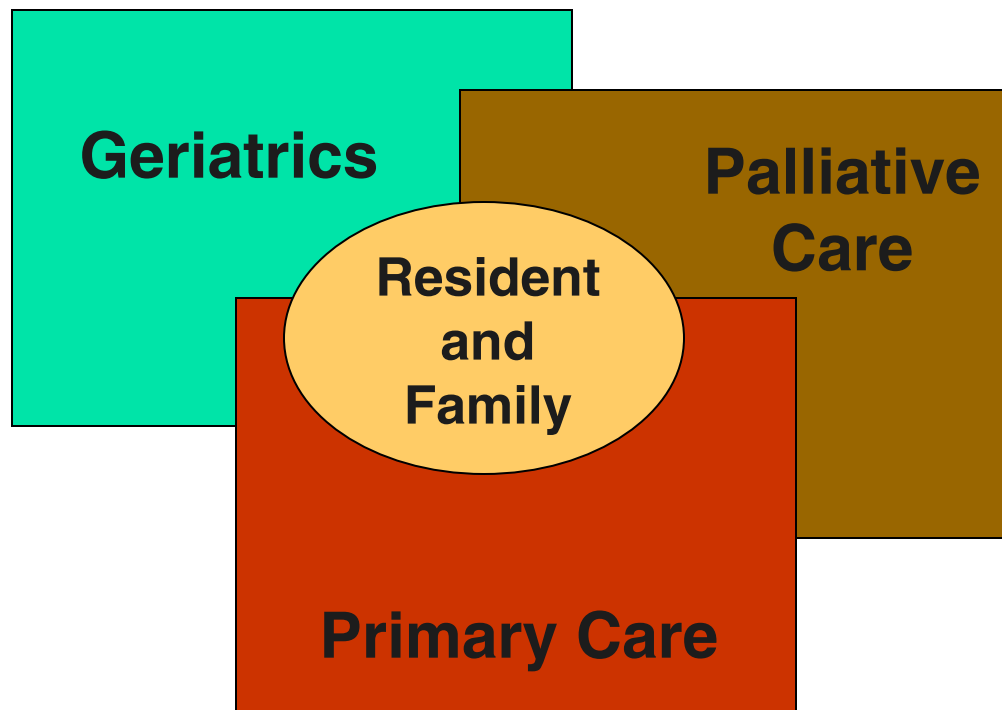 Geriatrics
Palliative
Care
Resident
and
Family
Primary Care